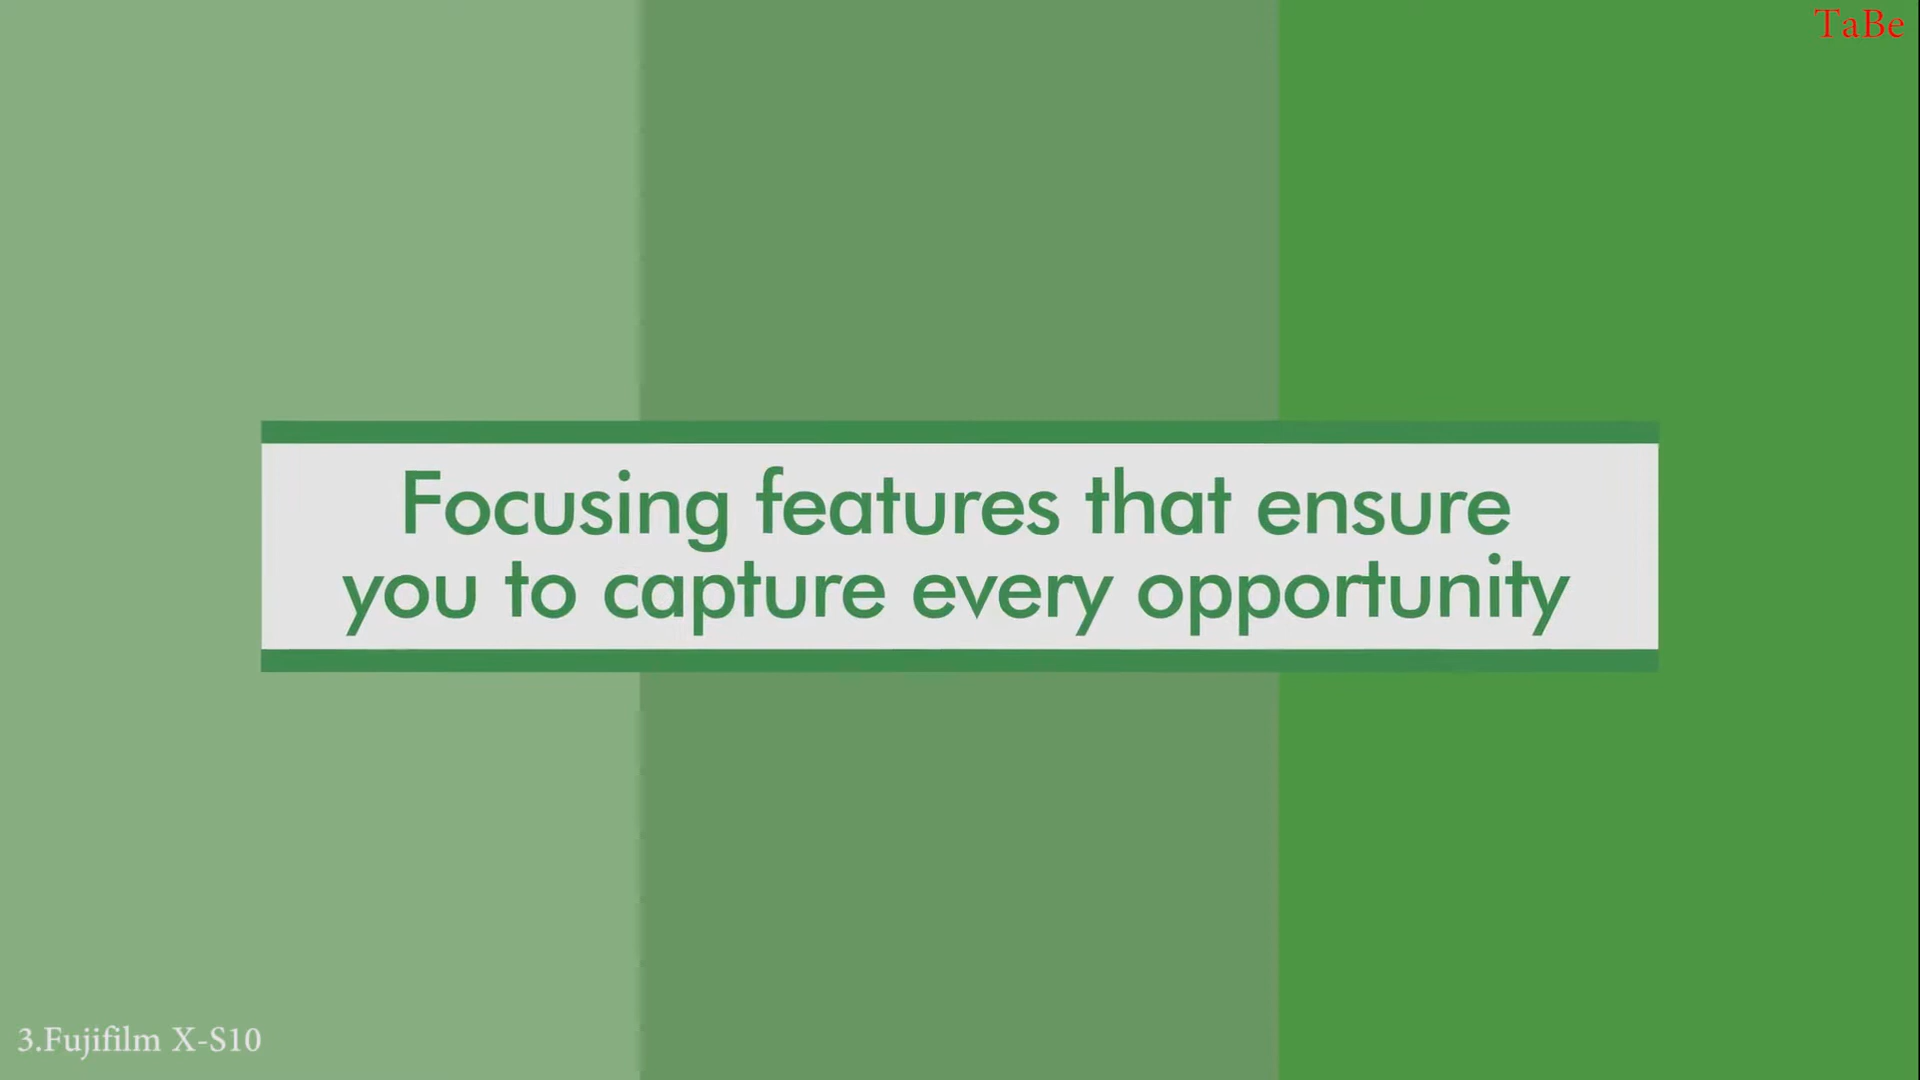 TaBe
Focusing features that ensure
you to capture every opportunity
3.Fujifilm X-S10